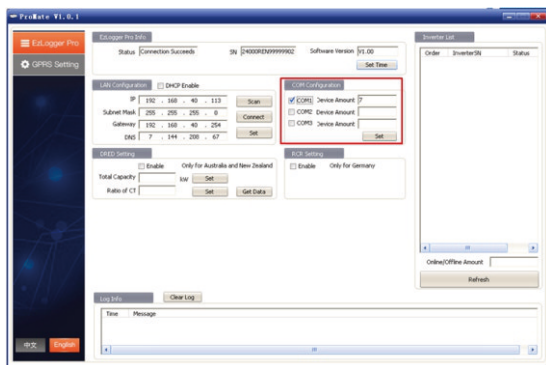 ProMate V1.0.1
EzLogger Pro
GPRS Setting
中文 English
EzLogger Pro Info
Status Connection Succeeds SN 24000REN99999902 Software Version V1.00
Set Time
LAN Configuration DHCP Enable
IP 192 . 168 . 40 . 113 Scan
Subnet Mask 255 . 255 . 255 . 0
Connect
Gateway 192 . 168 . 40 . 254
DNS 7 . 144 . 208 . 67 Set
COM Configuration
COM1 Device Amount 7
COM2 Device Amount
COM3 Device Amount
Set
DRED Setting
Enable Only for Australia and New Zealand
Total Capacity kW Set
Ratio of CT Set Get Data
RCR Setting
Enable Only for Germany
Inverter List
Order InverterSN Status
Online/Offline Amount
Refresh
Log Info Clear Log
Time Message